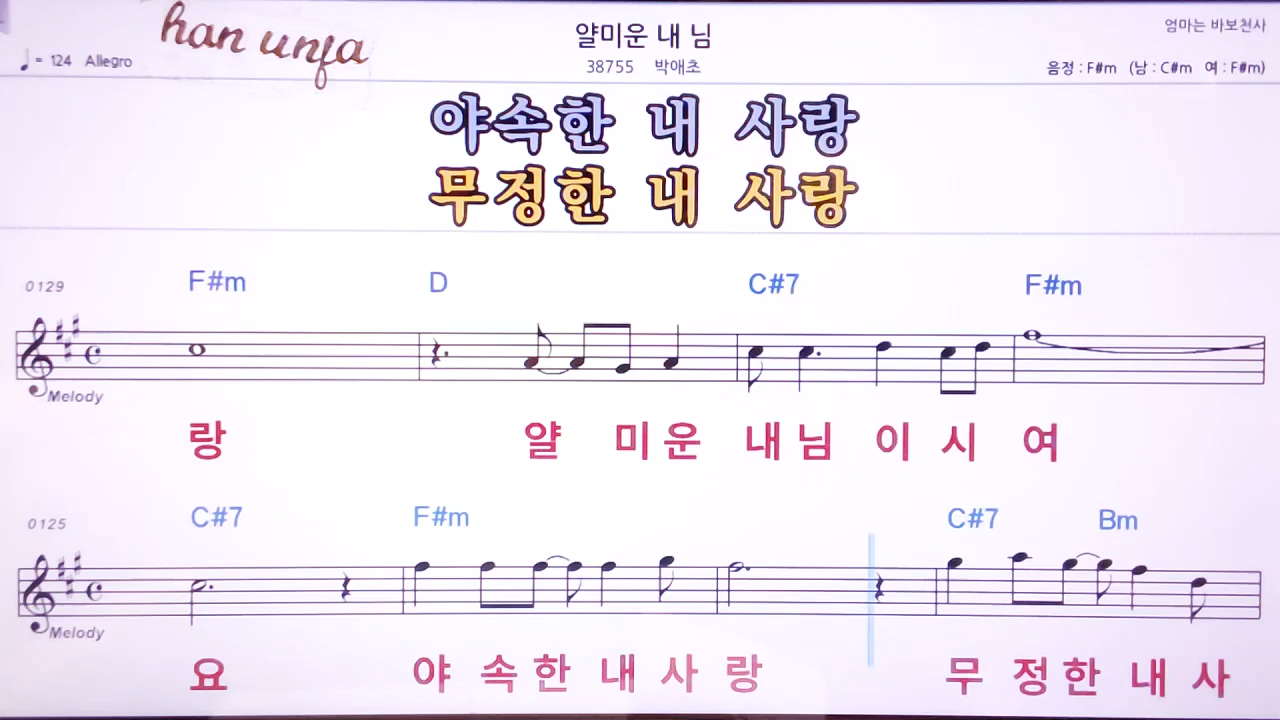 han unfa
얄미운 내 님
엄마는 바보천사
♩ = 124 Allegro
38755 박애초
음정 : F#m (남 : C#m 여 : F#m)
야속한 내 사랑
무정한 내 사랑
0129
F#m D C#7 F#m
Melody
랑 얄 미 운 내 님 이 시 여
0125
C#7 F#m C#7 Bm
Melody
요 야 속 한 내 사 랑 무 정 한 내 사